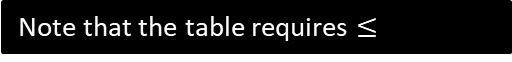 Note that the table requires ≤